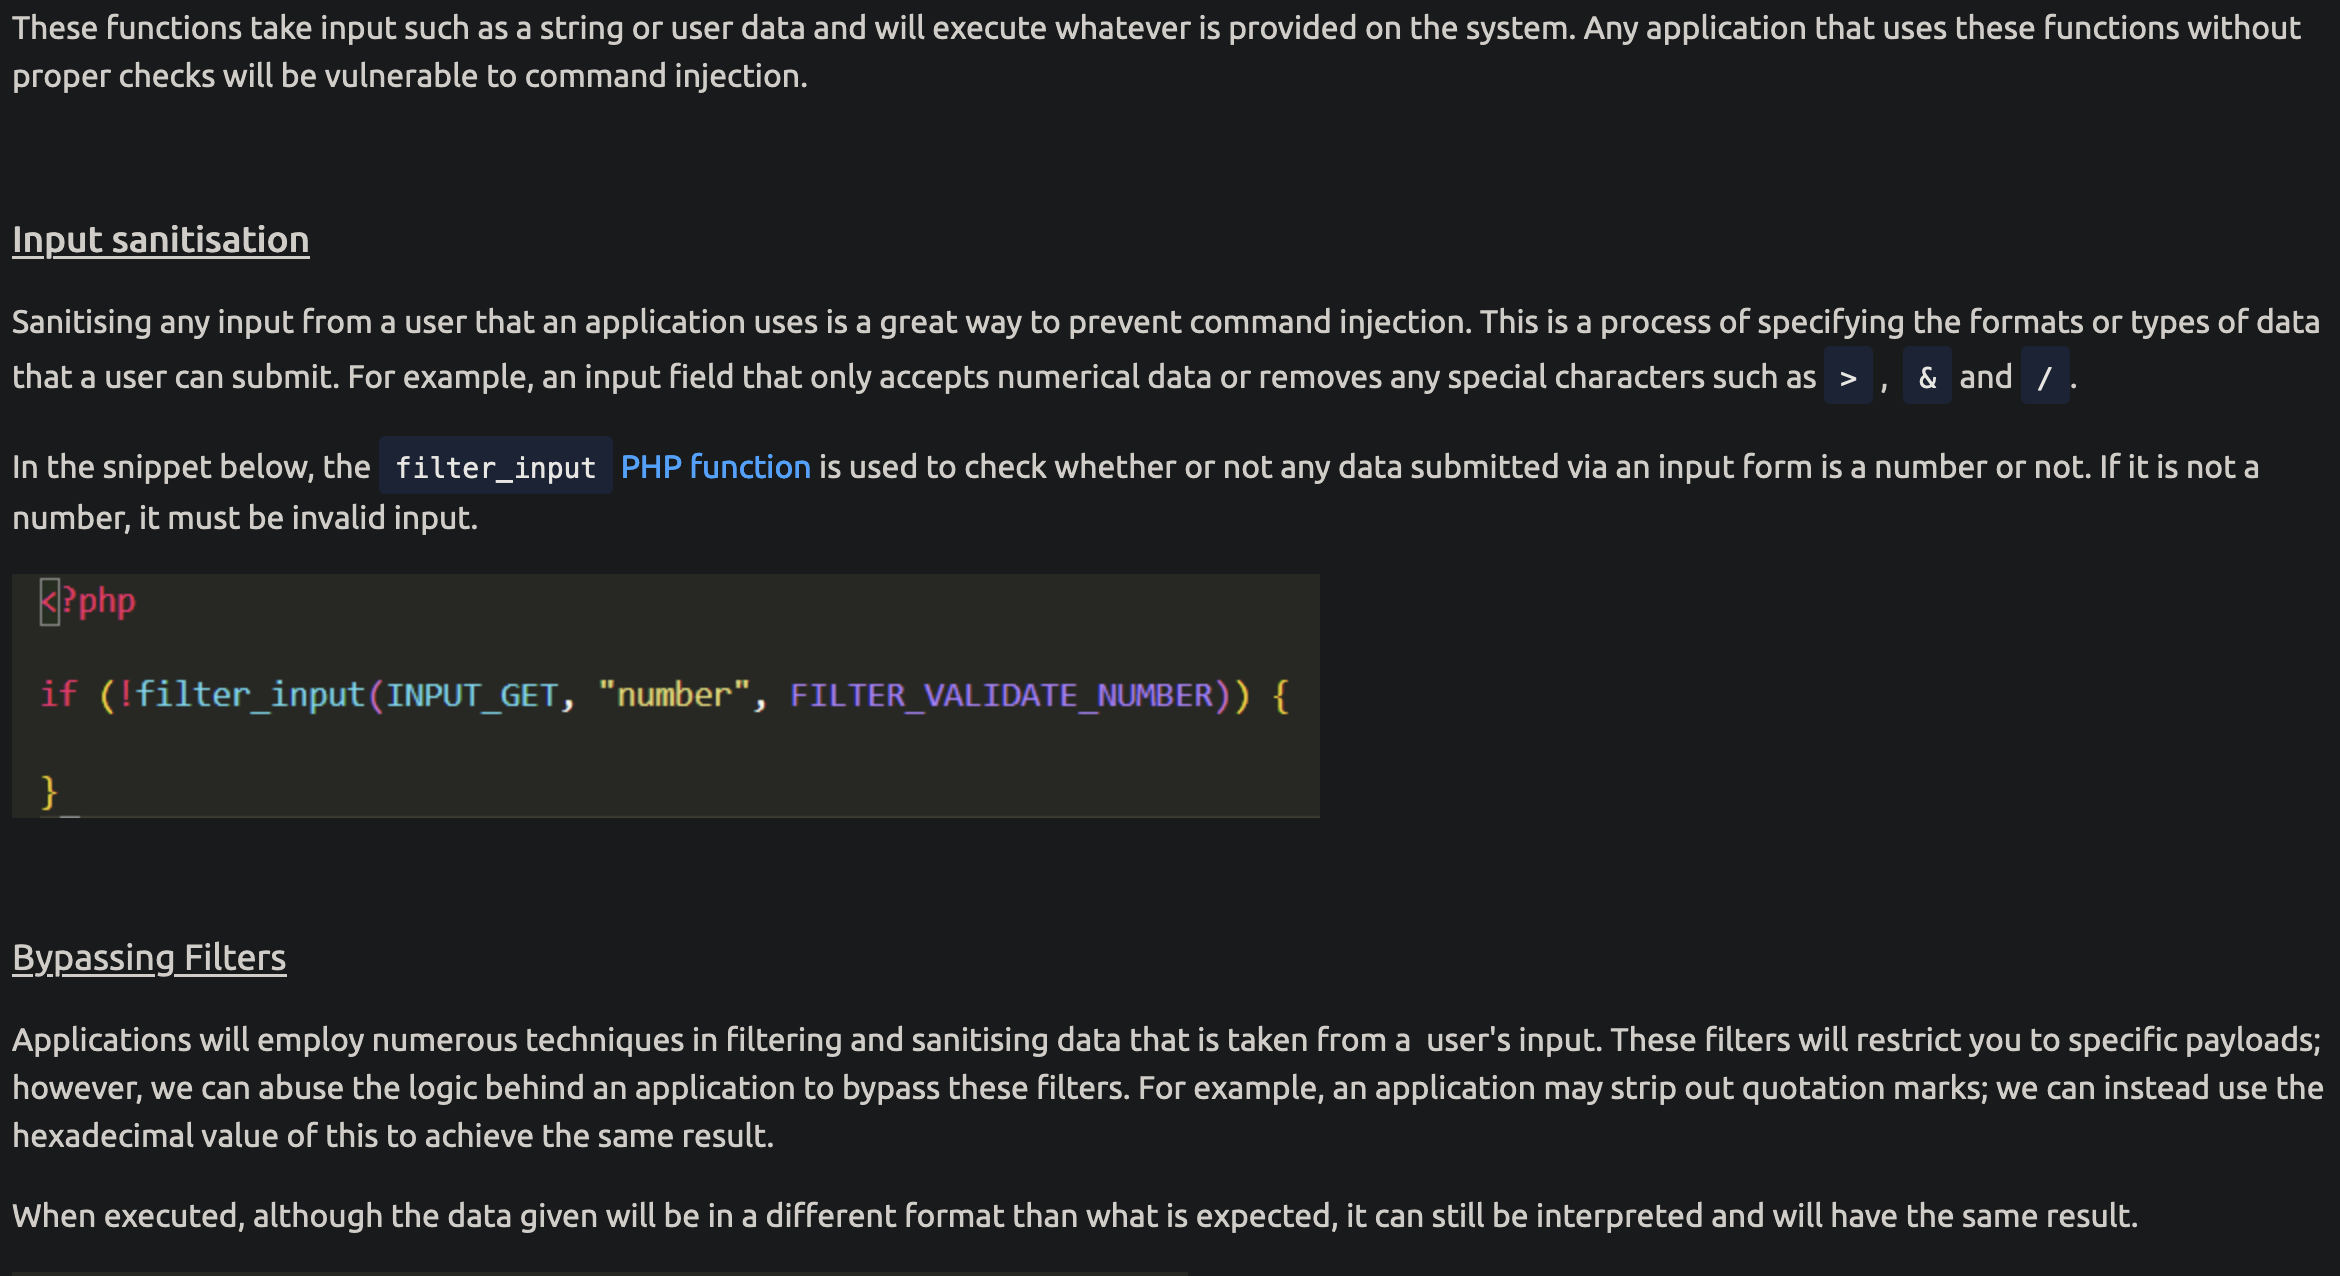 These functions take input such as a string or user data and will execute whatever is provided on the system. Any application that uses these functions without
proper checks will be vulnerable to command injection.
Input sanitisation
Sanitising any input from a user that an application uses is a great way to prevent command injection. This is a process of specifying the formats or types of data
that a user can submit. For example, an input field that only accepts numerical data or removes any special characters such as > , & and / .
In the snippet below, the filter_input PHP function is used to check whether or not any data submitted via an input form is a number or not. If it is not a
number, it must be invalid input.
<?php
if (!filter_input(INPUT_GET, "number", FILTER_VALIDATE_NUMBER)) {
}
Bypassing Filters
Applications will employ numerous techniques in filtering and sanitising data that is taken from a  user's input. These filters will restrict you to specific payloads;
however, we can abuse the logic behind an application to bypass these filters. For example, an application may strip out quotation marks; we can instead use the
hexadecimal value of this to achieve the same result.
When executed, although the data given will be in a different format than what is expected, it can still be interpreted and will have the same result.